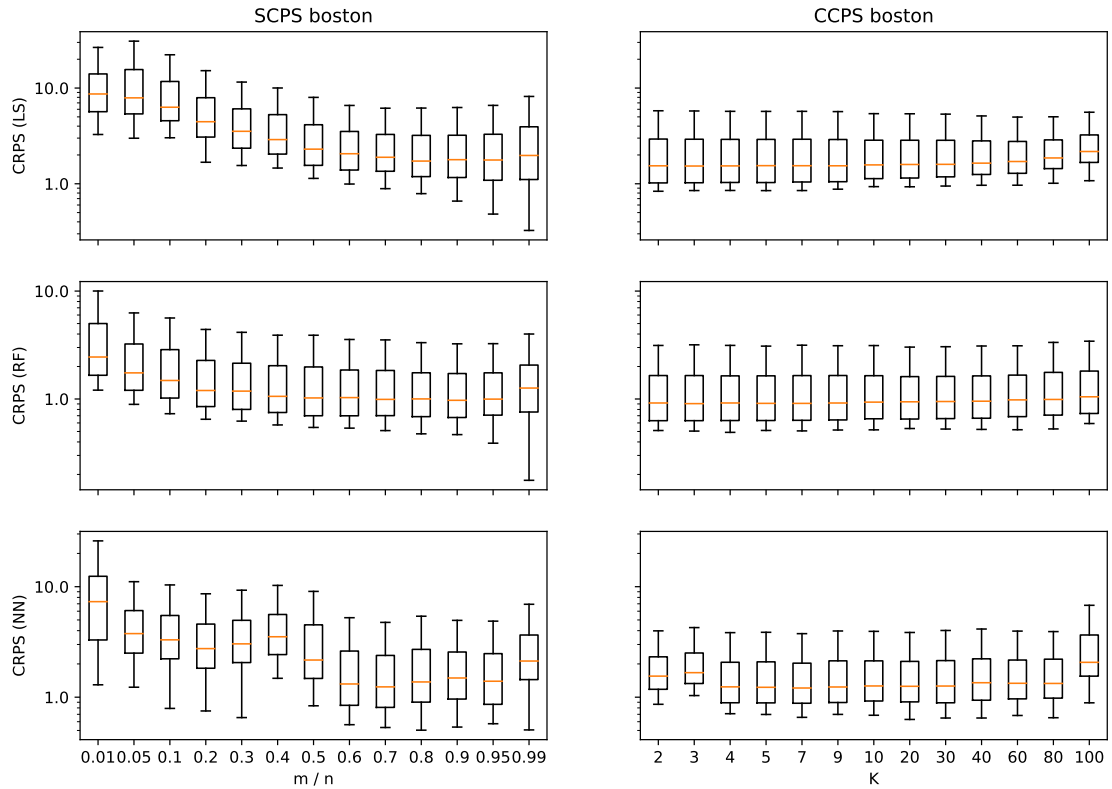 SCPS boston
CCPS boston
CRPS (LS)
10.0
1.0
CRPS (RF)
10.0
1.0
CRPS (NN)
10.0
1.0
0.01 0.05 0.1 0.2 0.3 0.4 0.5 0.6 0.7 0.8 0.9 0.95 0.99
m / n
2 3 4 5 7 9 10 20 30 40 60 80 100
K